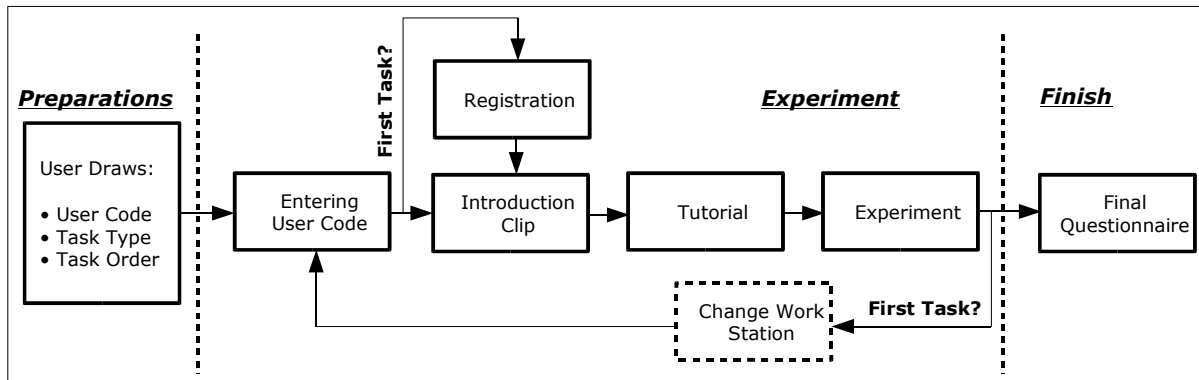 Preparations
User Draws:
• User Code
• Task Type
• Task Order
Entering
User Code
First Task?
Registration
Introduction
Clip
Experiment
Tutorial
Experiment
Change Work
Station
First Task?
Finish
Final
Questionnaire